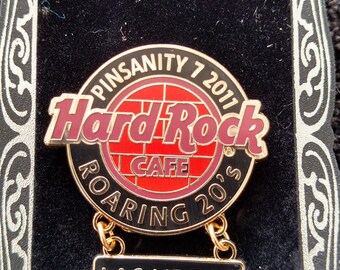 PINSANITY 7 2011
Hard Rock
CAFE
®
ROARING 20's